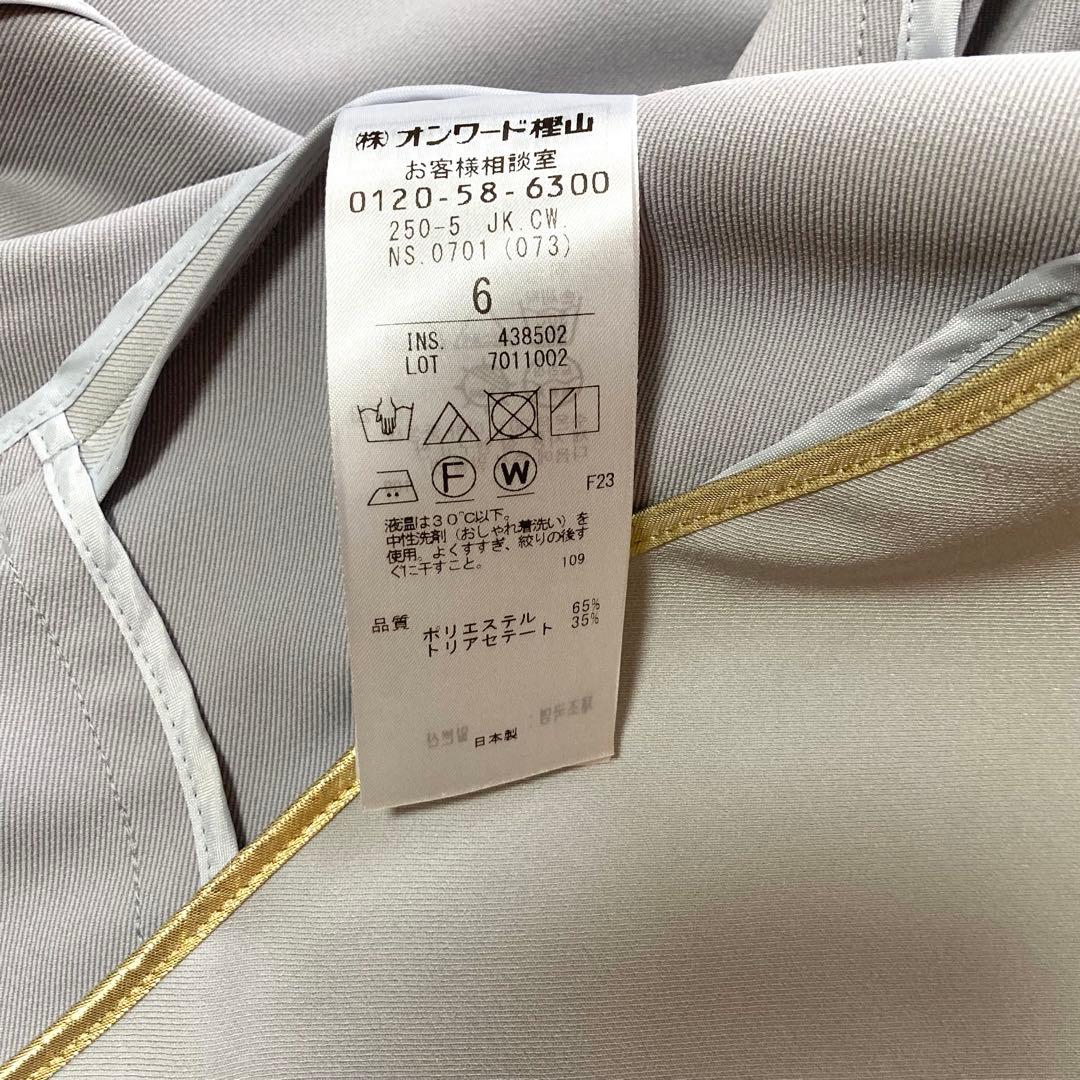 (株)オンワード樫山
お客様相談室
0120-58-6300
250-5 JK.CW.
NS.0701(073)
6
INS. 438502
LOT 7011002
F W F23
液温は30℃以下。
中性洗剤(おしゃれ着洗い)を
使用。よくすすぎ、絞りの後す
ぐに干すこと。 109
品質 ポリエステル 65%
トリアセテート 35%
日本製